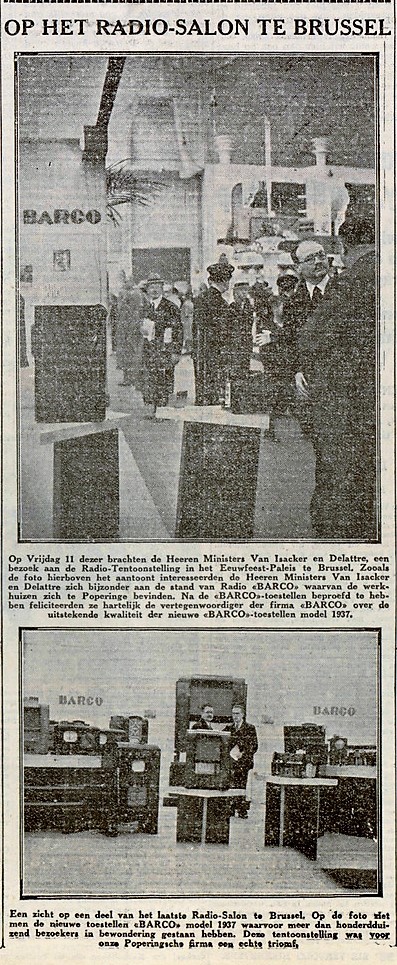 OP HET RADIO-SALON TE BRUSSEL
BARCO
Op Vrijdag 11 dezer brachten de Heeren Ministers Van Isacker en Delattre, een
bezoek aan de Radio-Tentoonstelling in het Eeuwfeest-Paleis te Brussel. Zooals
de foto hierboven het aantoont interesseerden de Heeren Ministers Van Isacker
en Delattre zich bijzonder aan de stand van Radio «BARCO» waarvan de werk-
huizen zich te Poperinge bevinden. Na de «BARCO»-toestellen beproefd te heb-
ben feliciteerden ze hartelijk de vertegenwoordiger der firma «BARCO» over de
uitstekende kwaliteit der nieuwe «BARCO»-toestellen model 1937.
BARCO
BARCO
Een zicht op een deel van het laatste Radio-Salon te Brussel. Op de foto ziet
men de nieuwe toestellen «BARCO» model 1937 waarvoor meer dan honderddui-
zend bezoekers in bewondering gestaan hebben. Deze tentoonstelling was voor
onze Poperingsche firma een echte triomf.